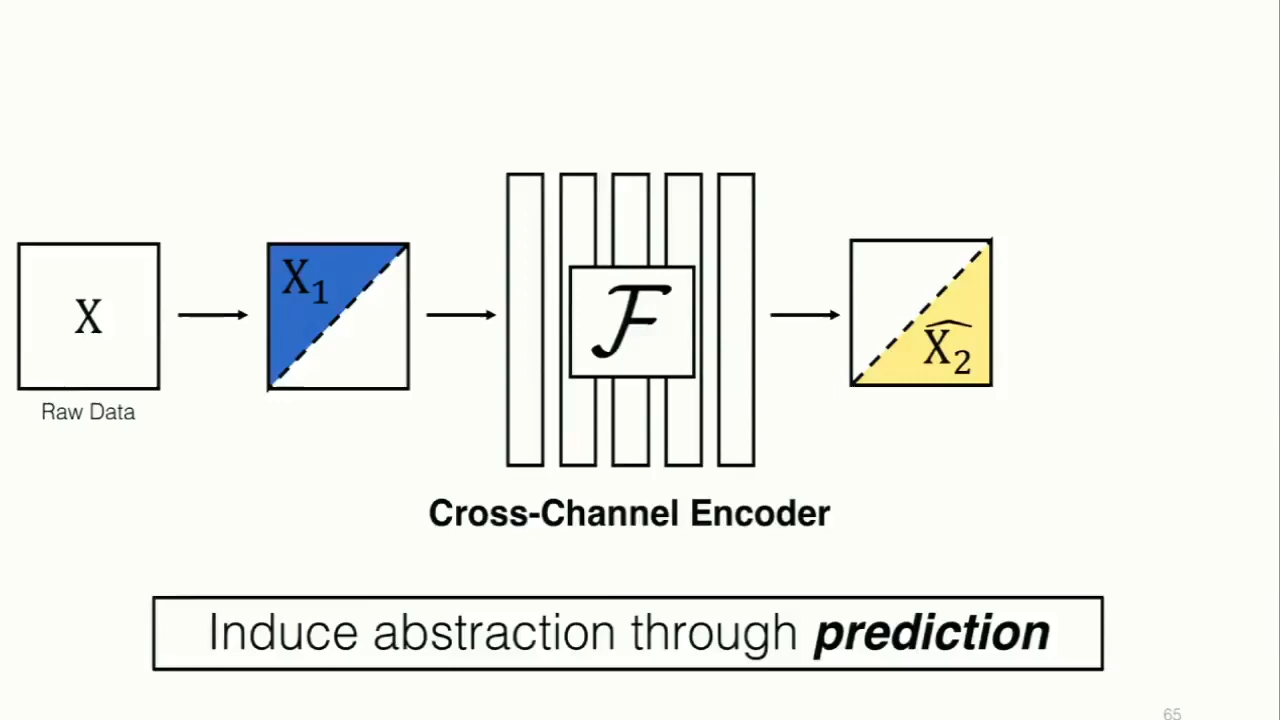 X
Raw Data
X₁
ℱ
X̂₂
Cross-Channel Encoder
Induce abstraction through prediction
65